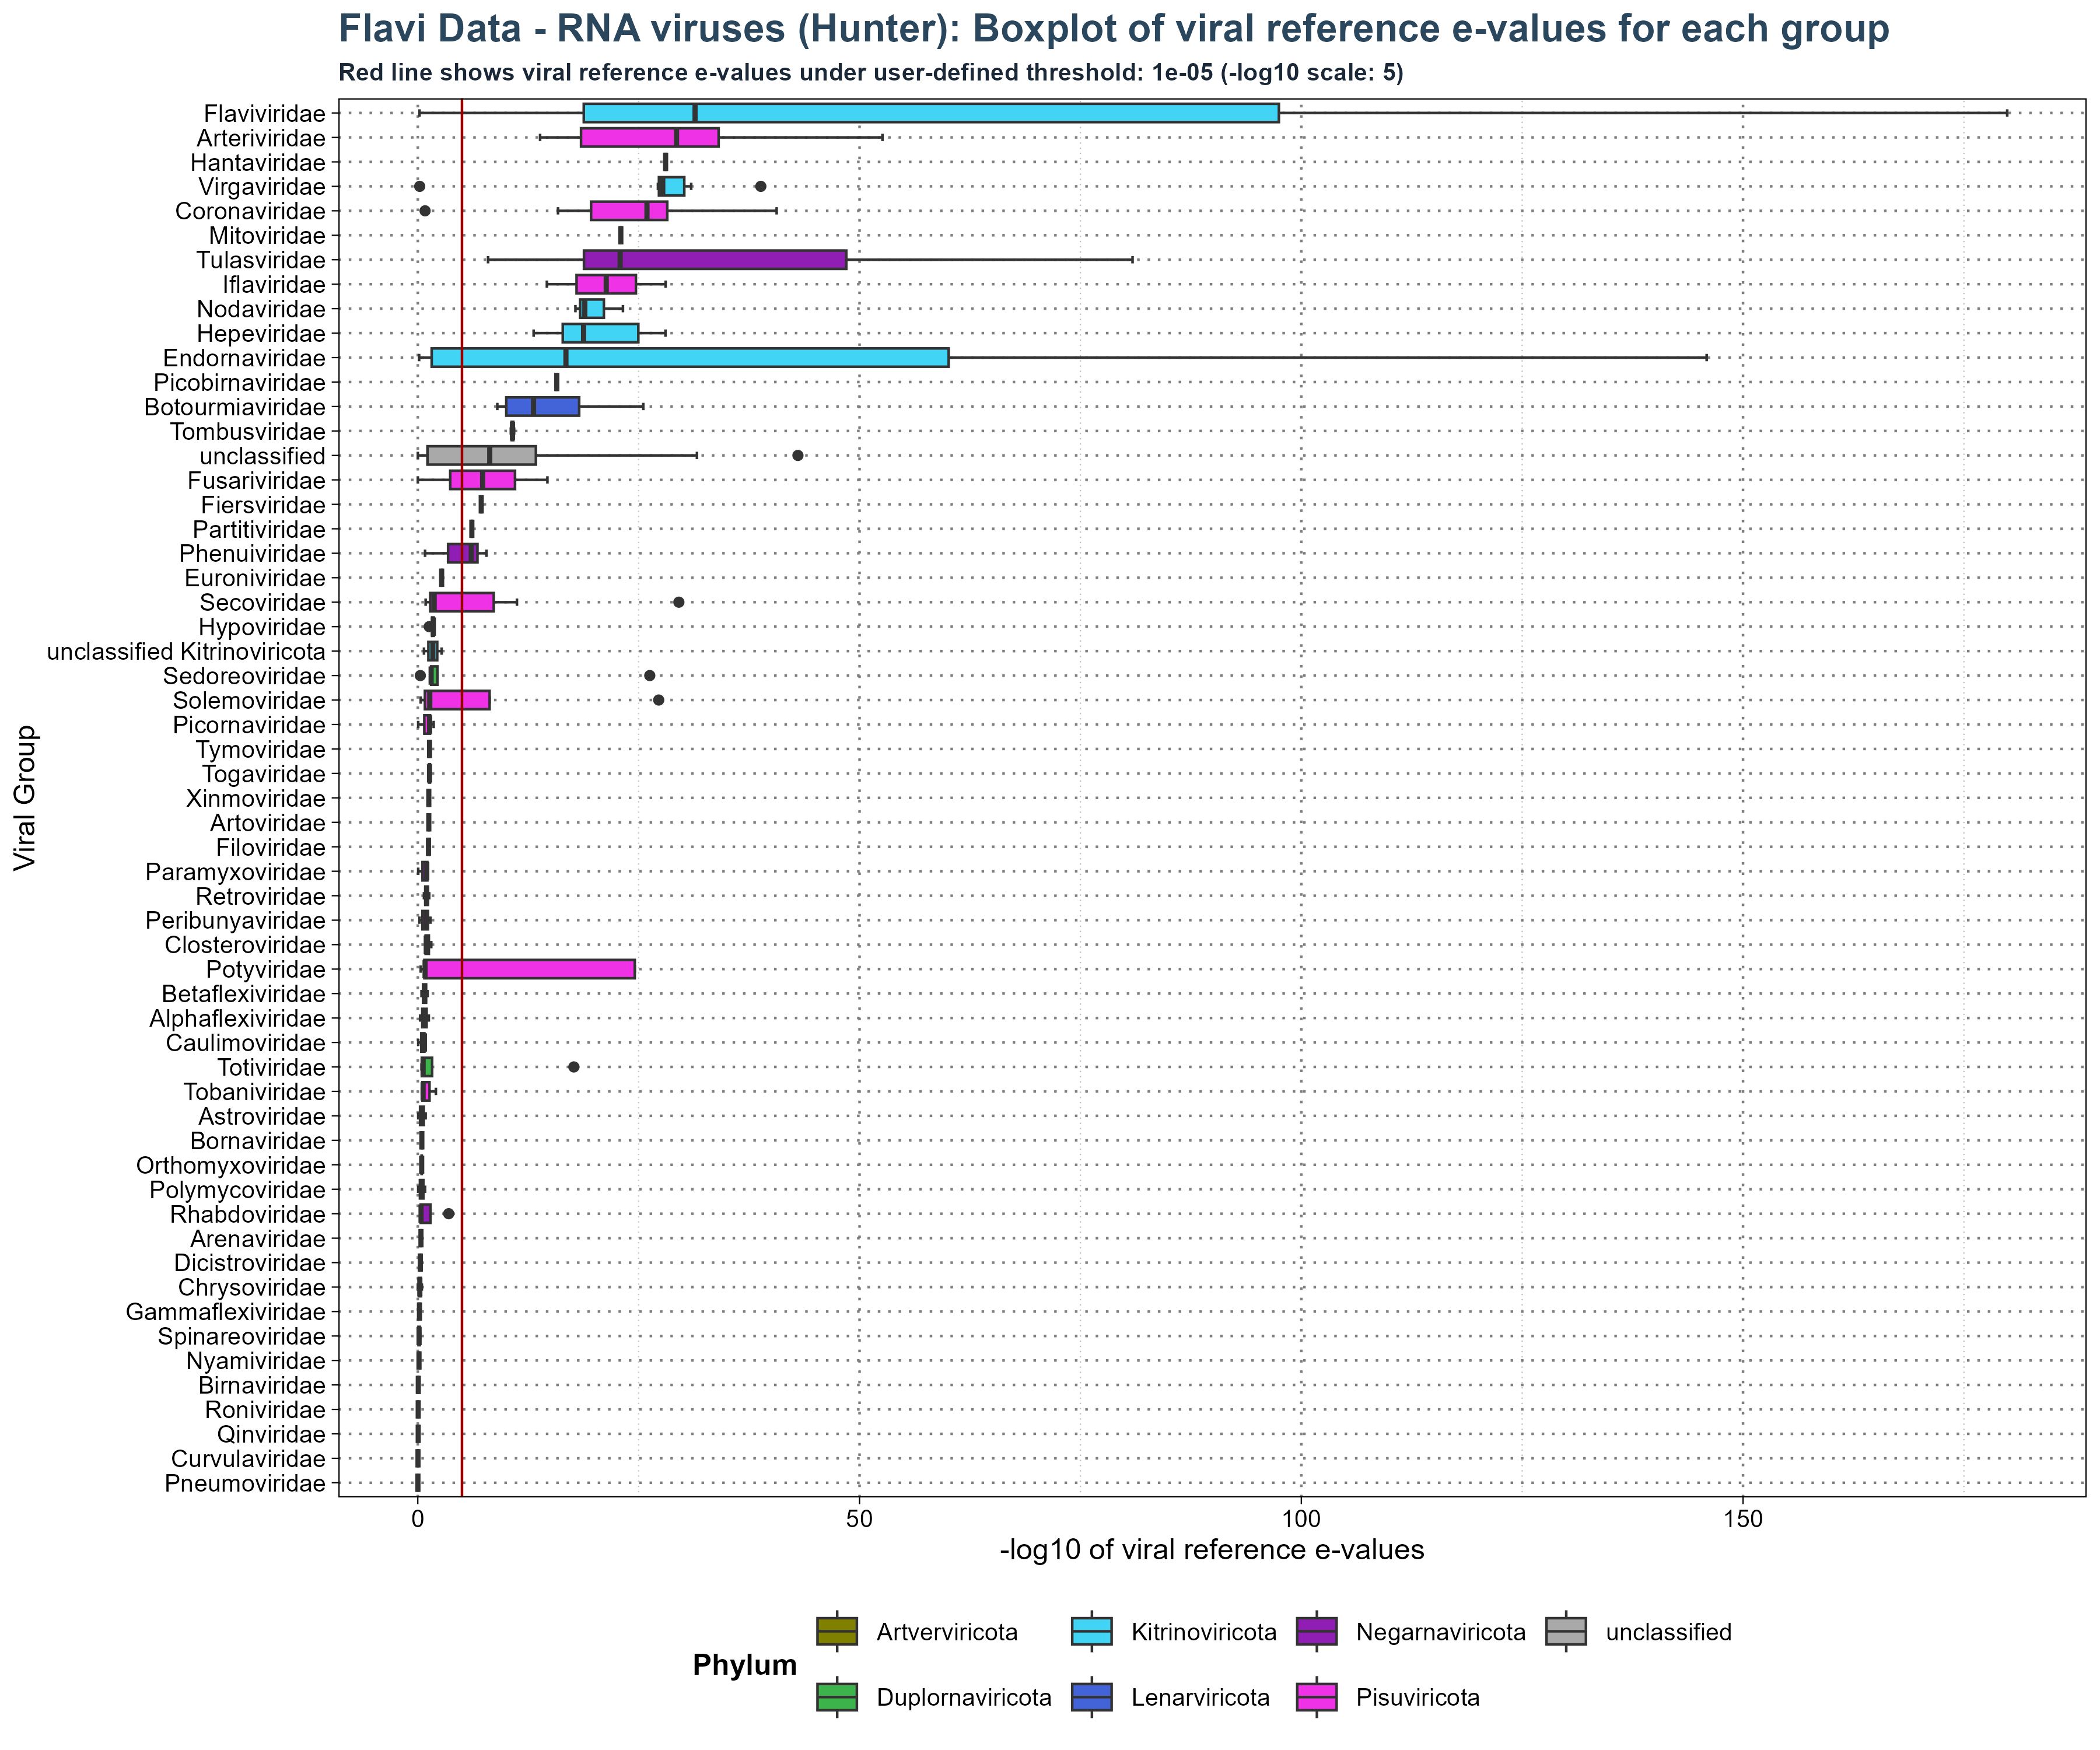 Flavi Data - RNA viruses (Hunter): Boxplot of viral reference e-values for each group
Red line shows viral reference e-values under user-defined threshold: 1e-05 (-log10 scale: 5)
Viral Group
Flaviviridae
Arteriviridae
Hantaviridae
Virgaviridae
Coronaviridae
Mitoviridae
Tulasviridae
Iflaviridae
Nodaviridae
Hepeviridae
Endornaviridae
Picobirnaviridae
Botourmiaviridae
Tombusviridae
unclassified
Fusariviridae
Fiersviridae
Partitiviridae
Phenuiviridae
Euroniviridae
Secoviridae
Hypoviridae
unclassified Kitrinoviricota
Sedoreoviridae
Solemoviridae
Picornaviridae
Tymoviridae
Togaviridae
Xinmoviridae
Artoviridae
Filoviridae
Paramyxoviridae
Retroviridae
Peribunyaviridae
Closteroviridae
Potyviridae
Betaflexiviridae
Alphaflexiviridae
Caulimoviridae
Totiviridae
Tobaniviridae
Astroviridae
Bornaviridae
Orthomyxoviridae
Polymycoviridae
Rhabdoviridae
Arenaviridae
Dicistroviridae
Chrysoviridae
Gammaflexiviridae
Spinareoviridae
Nyamiviridae
Birnaviridae
Roniviridae
Qinviridae
Curvulaviridae
Pneumoviridae
0 50 100 150
-log10 of viral reference e-values
Phylum
Artverviricota Kitrinoviricota Negarnaviricota unclassified
Duplornaviricota Lenarviricota Pisuviricota